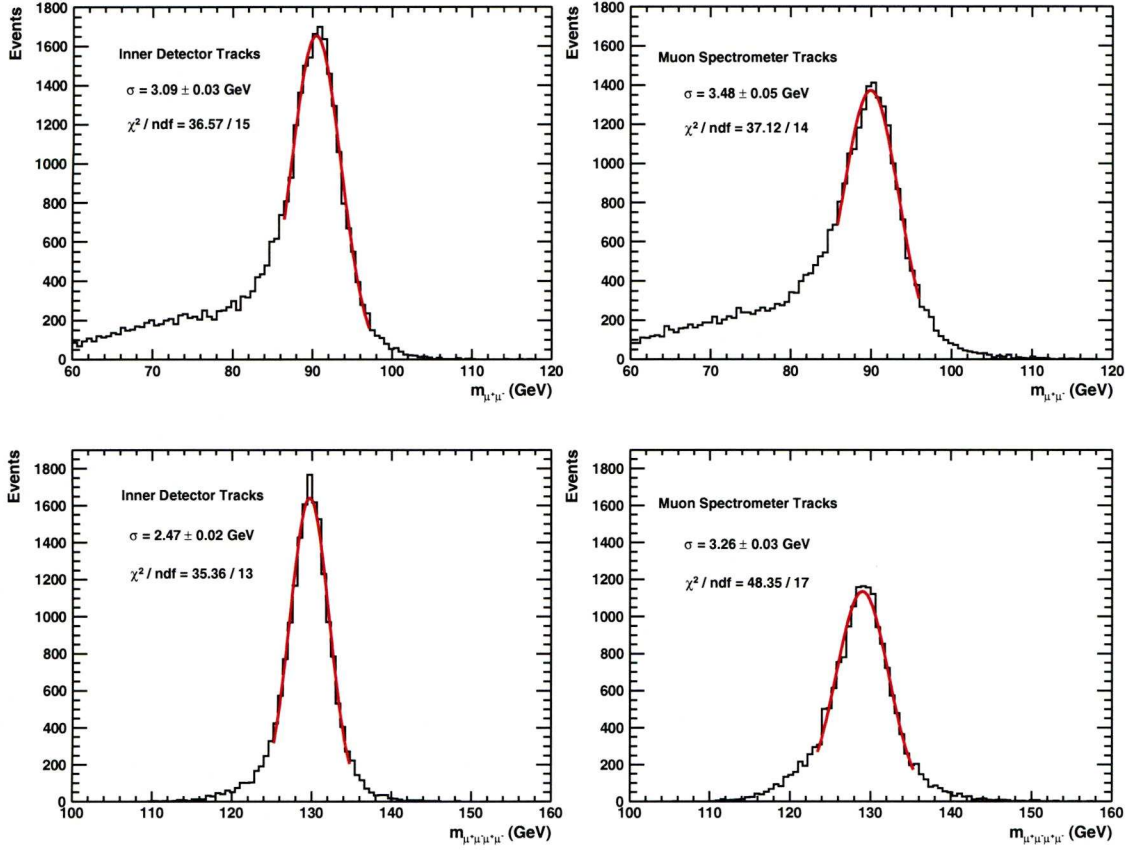 Events
1800
1600
1400
1200
1000
800
600
400
200
0
Inner Detector Tracks
σ = 3.09 ± 0.03 GeV
χ² / ndf = 36.57 / 15
60 70 80 90 100 110 120
m_μ⁺μ⁻ (GeV)
Events
1800
1600
1400
1200
1000
800
600
400
200
0
Muon Spectrometer Tracks
σ = 3.48 ± 0.05 GeV
χ² / ndf = 37.12 / 14
60 70 80 90 100 110 120
m_μ⁺μ⁻ (GeV)
Events
1800
1600
1400
1200
1000
800
600
400
200
0
Inner Detector Tracks
σ = 2.47 ± 0.02 GeV
χ² / ndf = 35.36 / 13
100 110 120 130 140 150 160
m_μ⁺μ⁻μ⁺μ⁻ (GeV)
Events
1800
1600
1400
1200
1000
800
600
400
200
0
Muon Spectrometer Tracks
σ = 3.26 ± 0.03 GeV
χ² / ndf = 48.35 / 17
100 110 120 130 140 150 160
m_μ⁺μ⁻μ⁺μ⁻ (GeV)